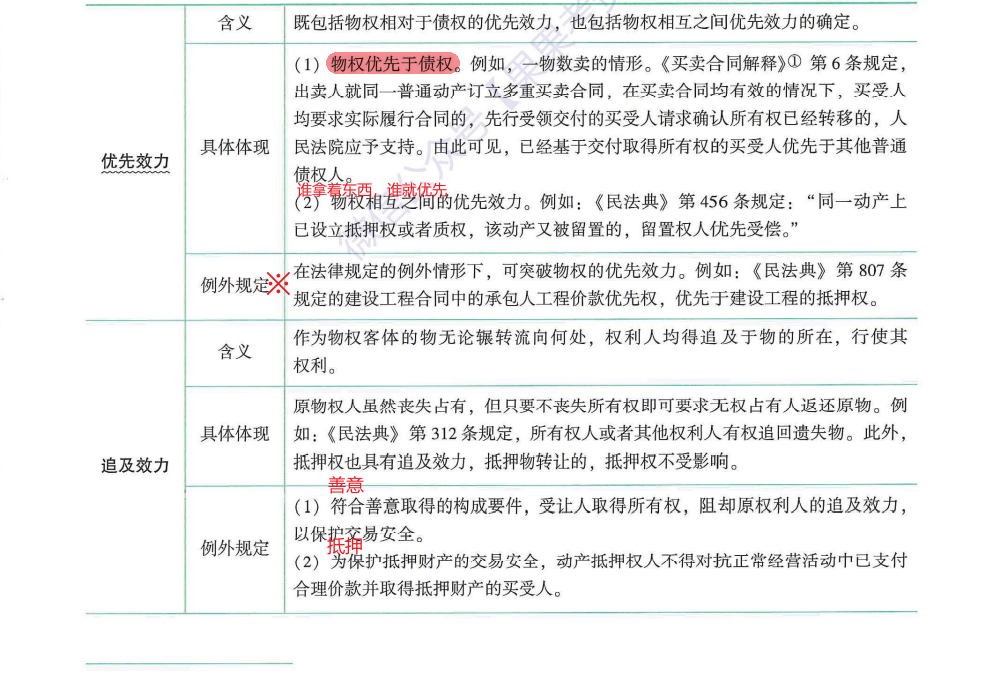 含义
既包括物权相对于债权的优先效力，也包括物权相互之间优先效力的确定。
优先效力
具体体现
（1）物权优先于债权。例如，一物数卖的情形。《买卖合同解释》① 第 6 条规定，
出卖人就同一普通动产订立多重买卖合同，在买卖合同均有效的情况下，买受人
均要求实际履行合同的，先行受领交付的买受人请求确认所有权已经转移的，人
民法院应予支持。由此可见，已经基于交付取得所有权的买受人优先于其他普通
债权人。
谁拿着东西，谁就优先
（2）物权相互之间的优先效力。例如：《民法典》第 456 条规定：“同一动产上
已设立抵押权或者质权，该动产又被留置的，留置权人优先受偿。”
例外规定
※
在法律规定的例外情形下，可突破物权的优先效力。例如：《民法典》第 807 条
规定的建设工程合同中的承包人工程价款优先权，优先于建设工程的抵押权。
追及效力
含义
作为物权客体的物无论辗转流向何处，权利人均得追及于物的所在，行使其
权利。
具体体现
原物权人虽然丧失占有，但只要不丧失所有权即可要求无权占有人返还原物。例
如：《民法典》第 312 条规定，所有权人或者其他权利人有权追回遗失物。此外，
抵押权也具有追及效力，抵押物转让的，抵押权不受影响。
例外规定
善意
（1）符合善意取得的构成要件，受让人取得所有权，阻却原权利人的追及效力，
以保护交易安全。
抵押
（2）为保护抵押财产的交易安全，动产抵押权人不得对抗正常经营活动中已支付
合理价款并取得抵押财产的买受人。
微信公众号【果果考